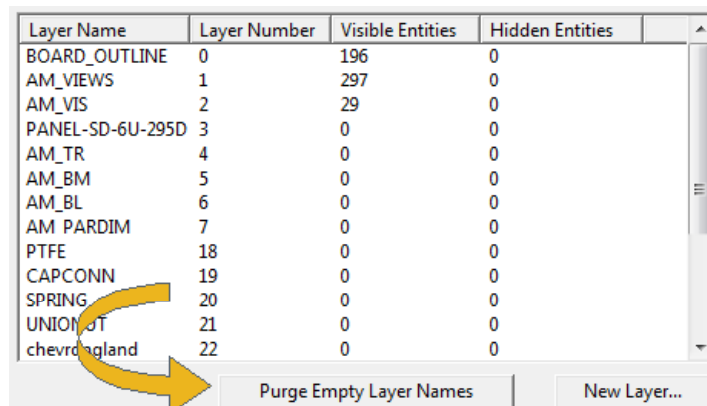 Layer Name Layer Number Visible Entities Hidden Entities
BOARD_OUTLINE 0 196 0
AM_VIEWS 1 297 0
AM_VIS 2 29 0
PANEL-SD-6U-295D 3 0 0
AM_TR 4 0 0
AM_BM 5 0 0
AM_BL 6 0 0
AM PARDIM 7 0 0
PTFE 18 0 0
CAPCONN 19 0 0
SPRING 20 0 0
21 0 0
22 0 0
Purge Empty Layer Names New Layer...